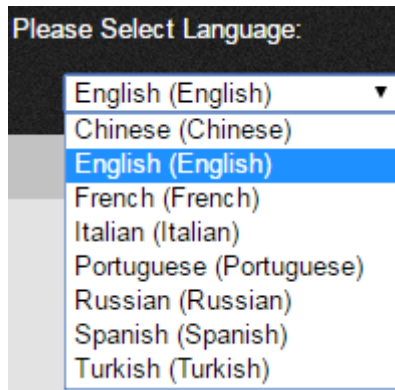 Please Select Language:
English (English)
Chinese (Chinese)
English (English)
French (French)
Italian (Italian)
Portuguese (Portuguese)
Russian (Russian)
Spanish (Spanish)
Turkish (Turkish)